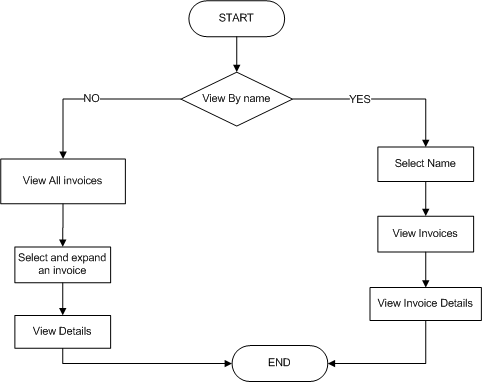 START
View By name
NO
YES
Select Name
View All invoices
View Invoices
Select and expand
an invoice
View Invoice Details
View Details
END